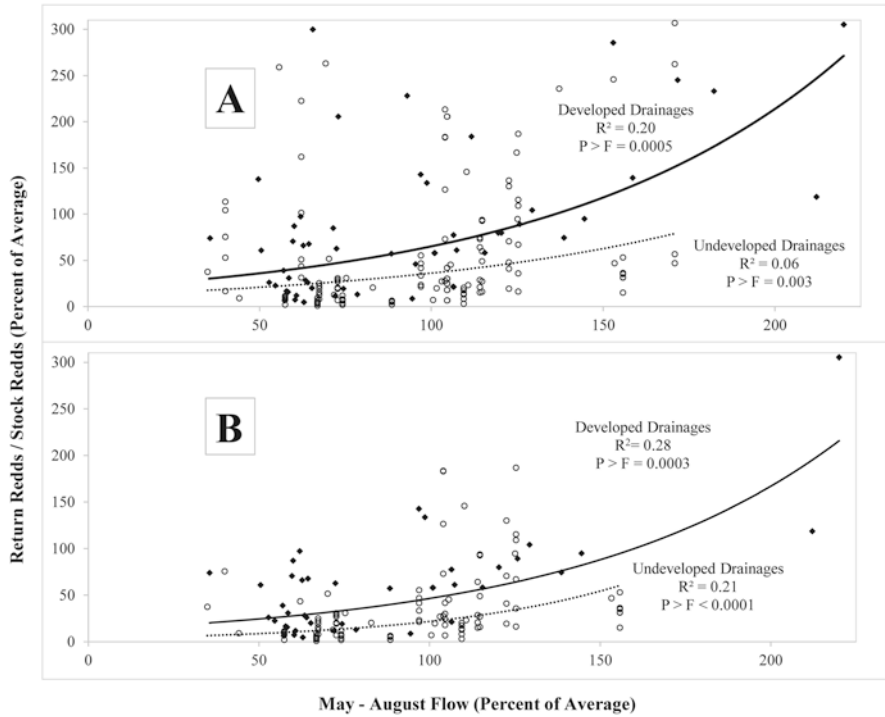 Return Redds / Stock Redds (Percent of Average)
300
250
200
150
100
50
0
A
Developed Drainages
R² = 0.20
P > F = 0.0005
Undeveloped Drainages
R² = 0.06
P > F = 0.003
0 50 100 150 200
300
250
200
150
100
50
0
B
Developed Drainages
R²= 0.28
P > F = 0.0003
Undeveloped Drainages
R² = 0.21
P > F < 0.0001
0 50 100 150 200
May - August Flow (Percent of Average)